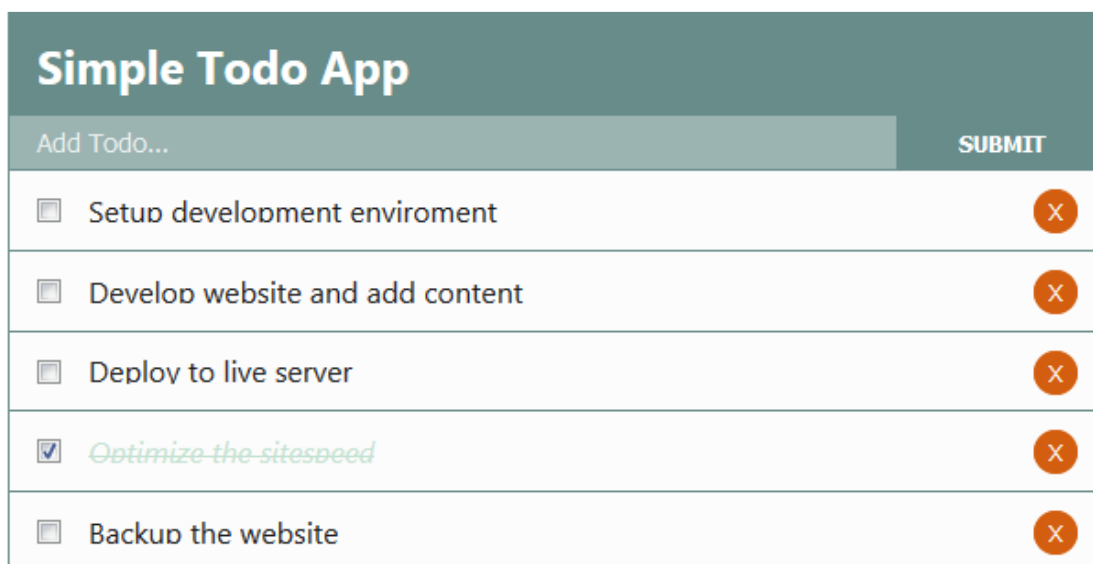 Simple Todo App
Add Todo...
SUBMIT
Setup development enviroment
X
Develop website and add content
X
Deploy to live server
X
Optimize the sitespeed
X
Backup the website
X